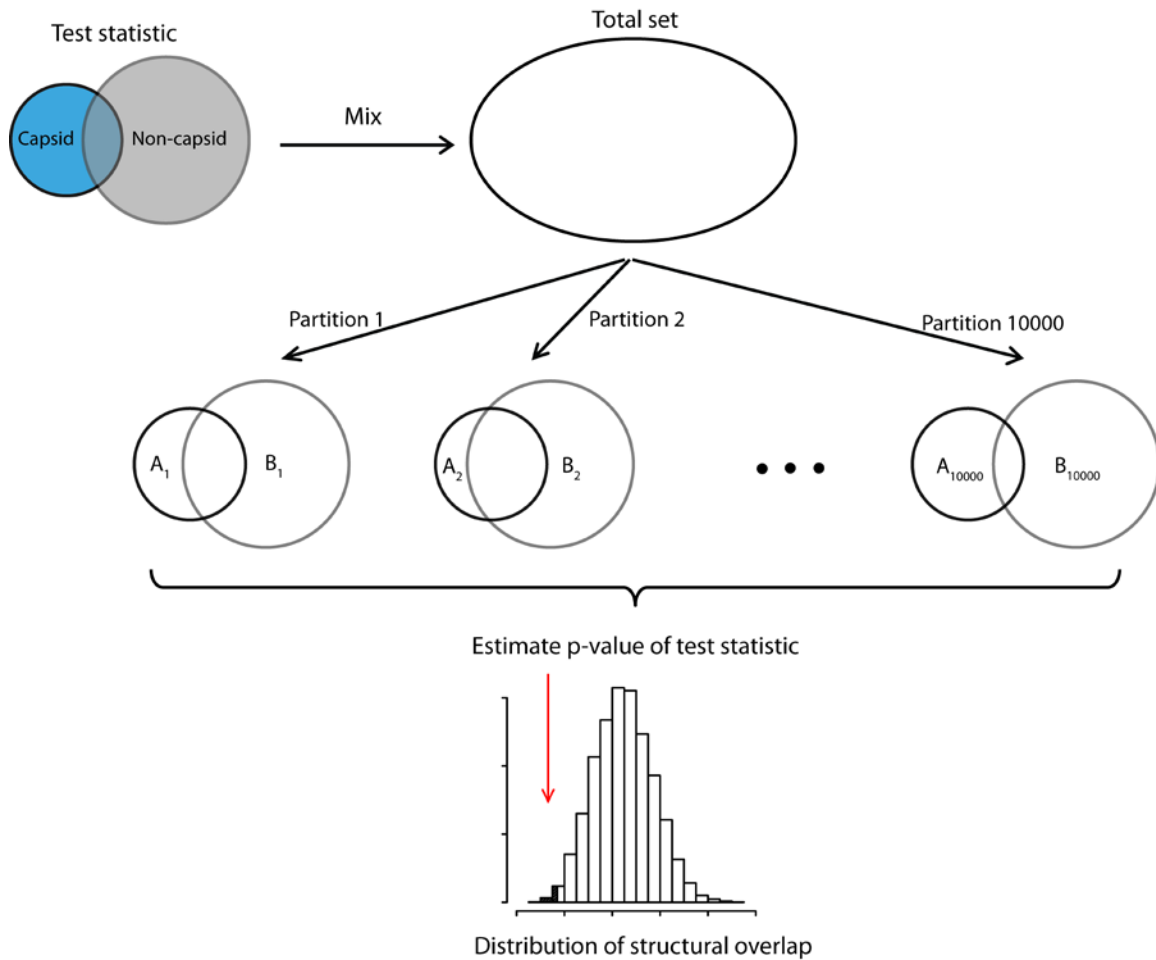 Test statistic
Total set
Capsid
Non-capsid
Mix
Partition 1
Partition 2
Partition 10000
A1
B1
A2
B2
A10000
B10000
Estimate p-value of test statistic
Distribution of structural overlap